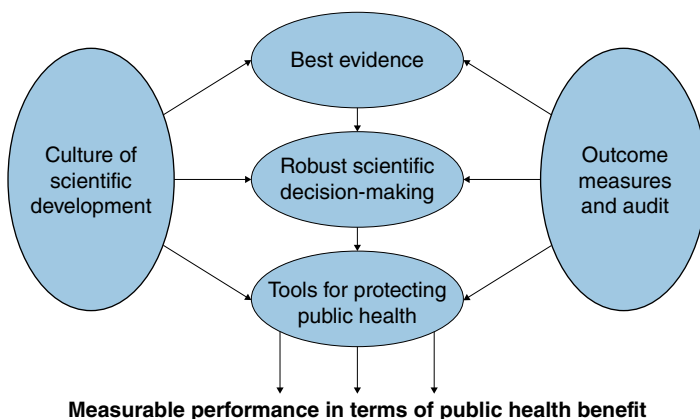 Best evidence
Culture of
scientific
development
Robust scientific
decision-making
Outcome
measures
and audit
Tools for protecting
public health
Measurable performance in terms of public health benefit